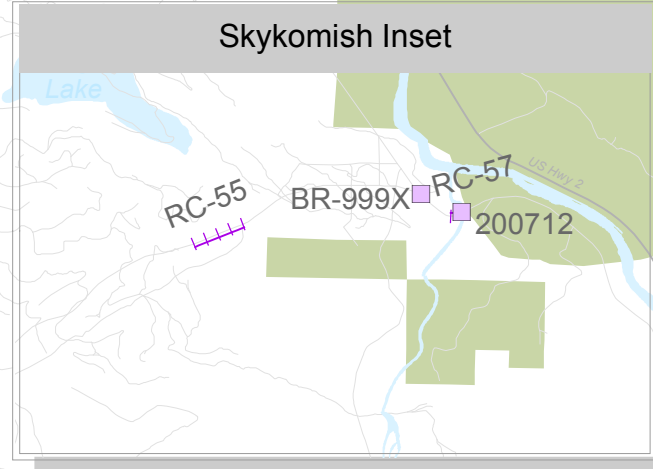 Skykomish Inset
Lake
US Hwy 2
RC-57
RC-55
BR-999X
200712